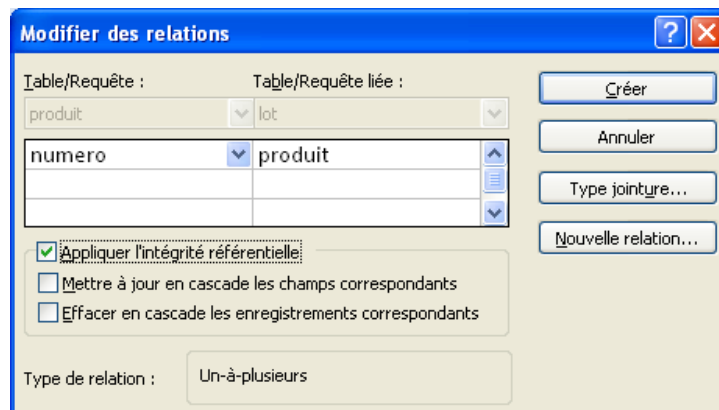 Modifier des relations
Table/Requête :
Table/Requête liée :
produit
lot
numero
produit
Appliquer l'intégrité référentielle
Mettre à jour en cascade les champs correspondants
Effacer en cascade les enregistrements correspondants
Type de relation :
Un-à-plusieurs
Créer
Annuler
Type jointure...
Nouvelle relation...